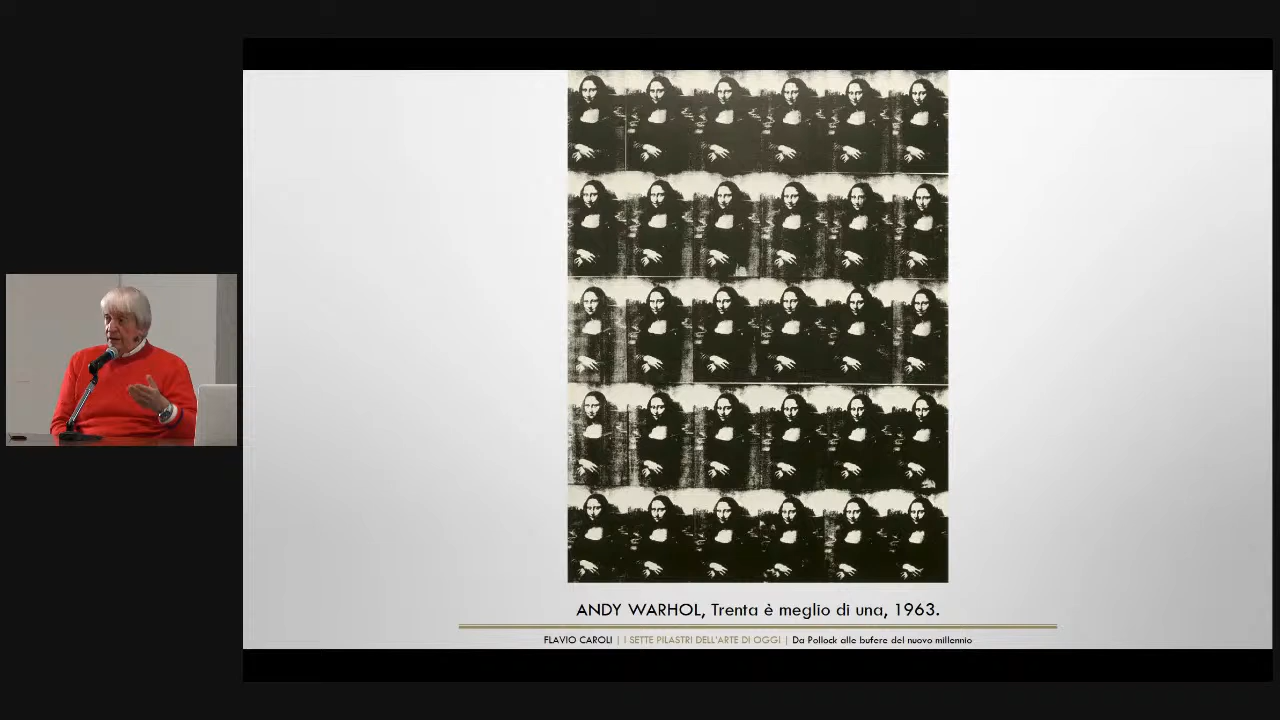 ANDY WARHOL, Trenta è meglio di una, 1963.
FLAVIO CAROLI | I SETTE PILASTRI DELL'ARTE DI OGGI | Da Pollock alle bufere del nuovo millennio